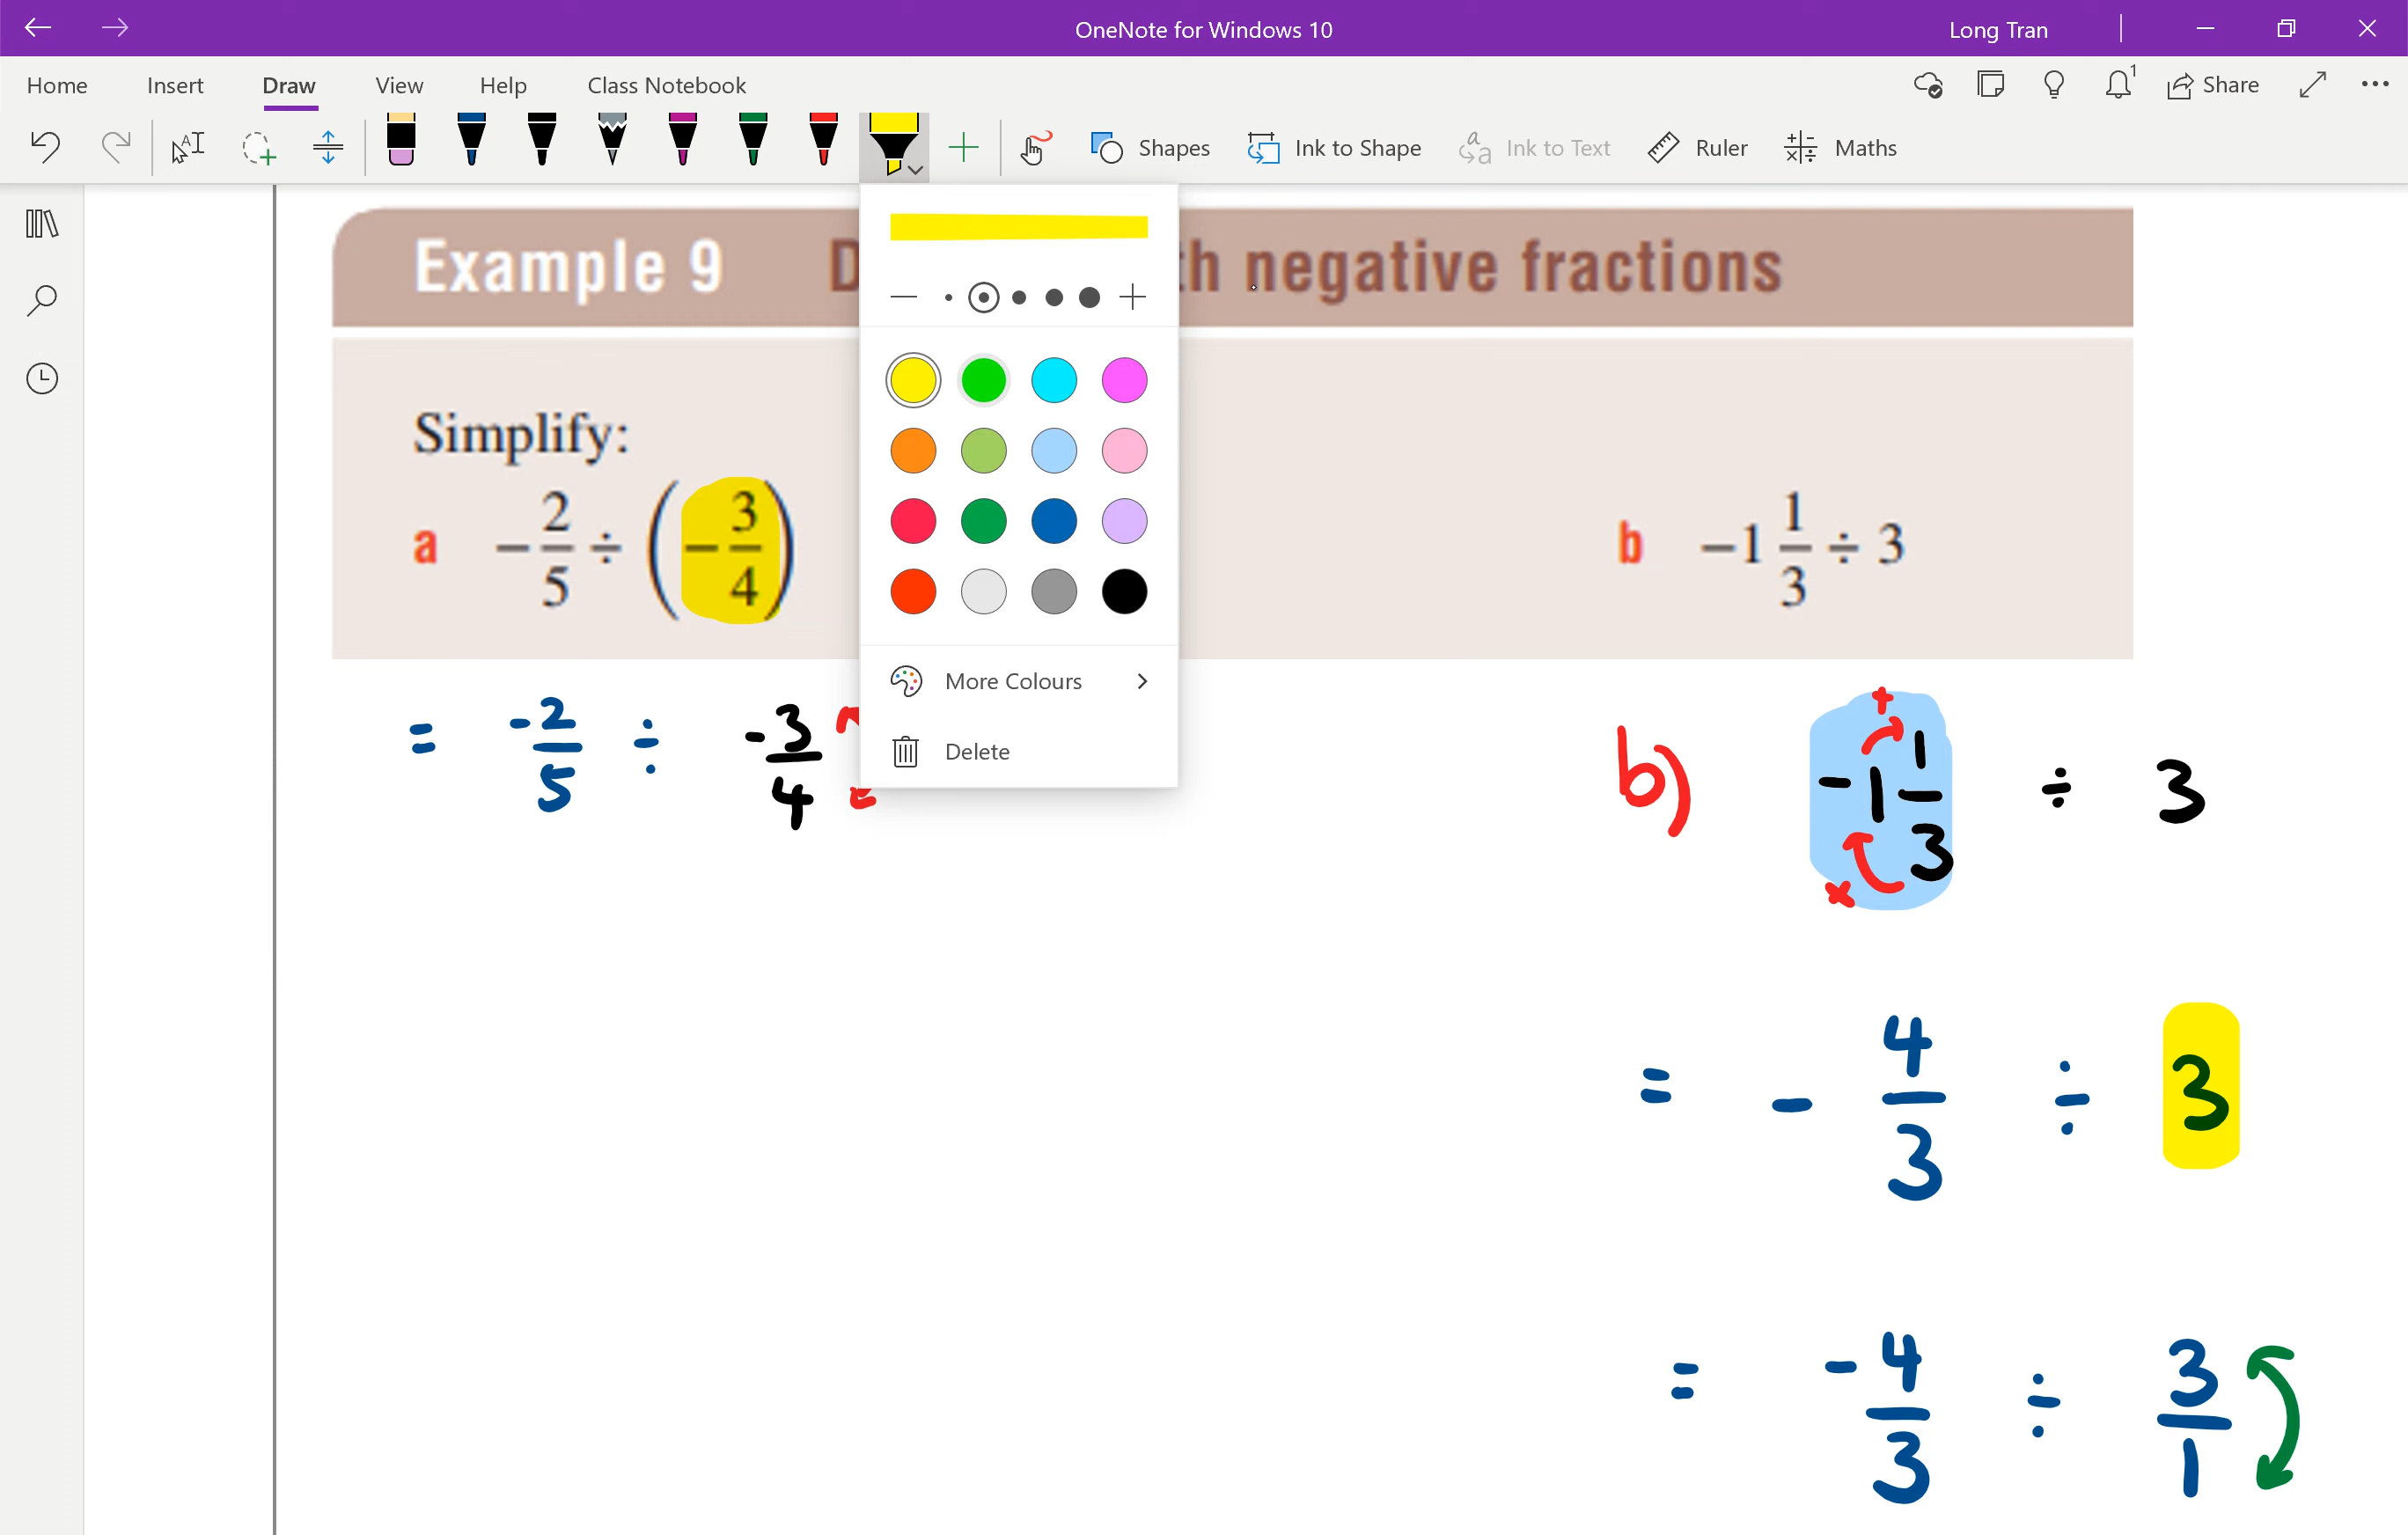 OneNote for Windows 10 Long Tran
Home Insert Draw View Help Class Notebook 1 Share
Shapes Ink to Shape Ink to Text Ruler Maths
Example 9 D th negative fractions
Simplify:
a −2/5 ÷ (−3/4) b −1 1/3 ÷ 3
More Colours
Delete
= -2/5 ÷ -3/4
b) -1 1/3 ÷ 3
+
x
= - 4/3 ÷ 3
= -4/3 ÷ 3/1